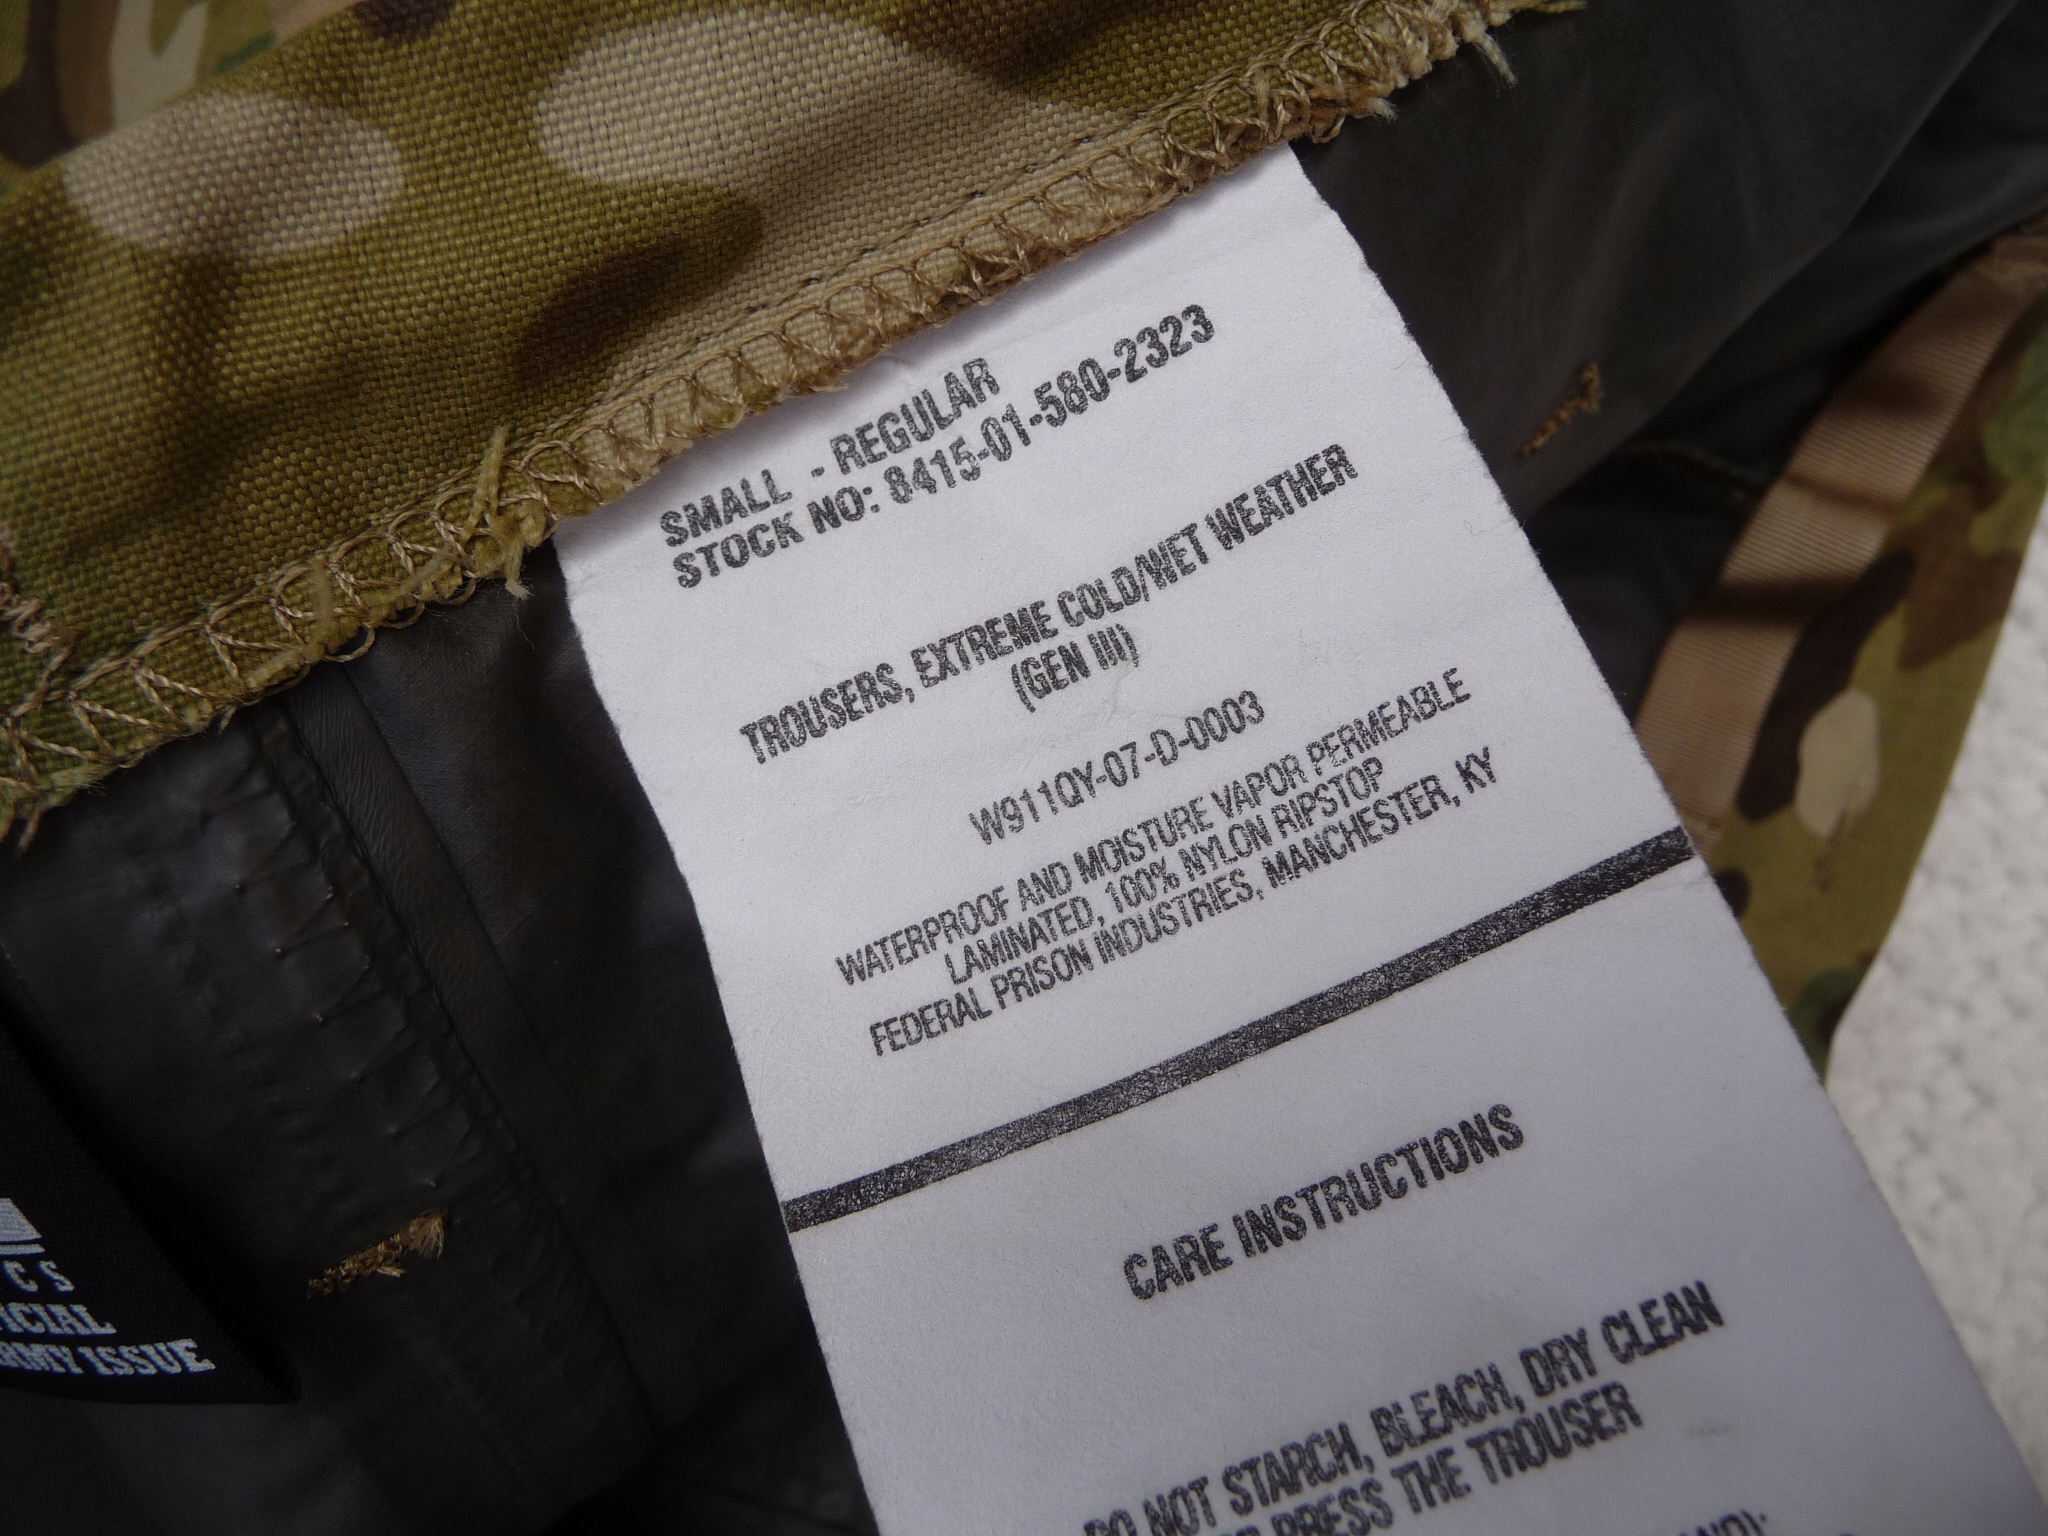 SMALL - REGULAR
STOCK NO: 8415-01-580-2323
TROUSERS, EXTREME COLD/WET WEATHER
(GEN III)
W911QY-07-D-0003
WATERPROOF AND MOISTURE VAPOR PERMEABLE
LAMINATED, 100% NYLON RIPSTOP
FEDERAL PRISON INDUSTRIES, MANCHESTER, KY
CARE INSTRUCTIONS
DO NOT STARCH, BLEACH, DRY CLEAN
PRESS THE TROUSER
C S
ISSUE